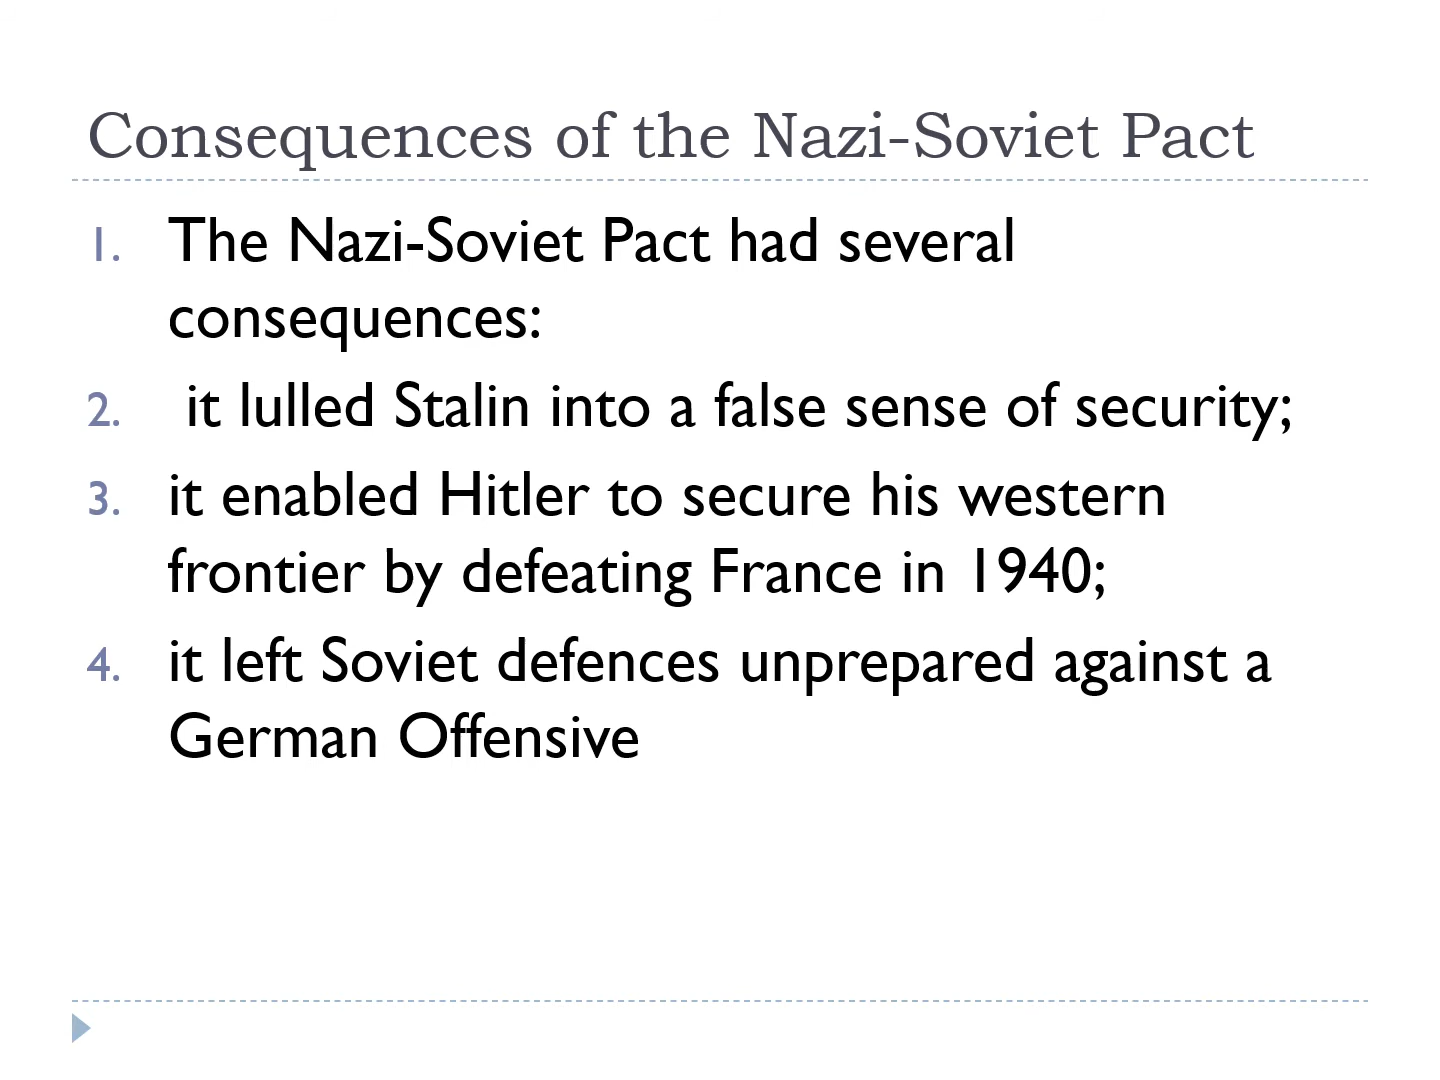 Consequences of the Nazi-Soviet Pact
1. The Nazi-Soviet Pact had several
consequences:
2. it lulled Stalin into a false sense of security;
3. it enabled Hitler to secure his western
frontier by defeating France in 1940;
4. it left Soviet defences unprepared against a
German Offensive